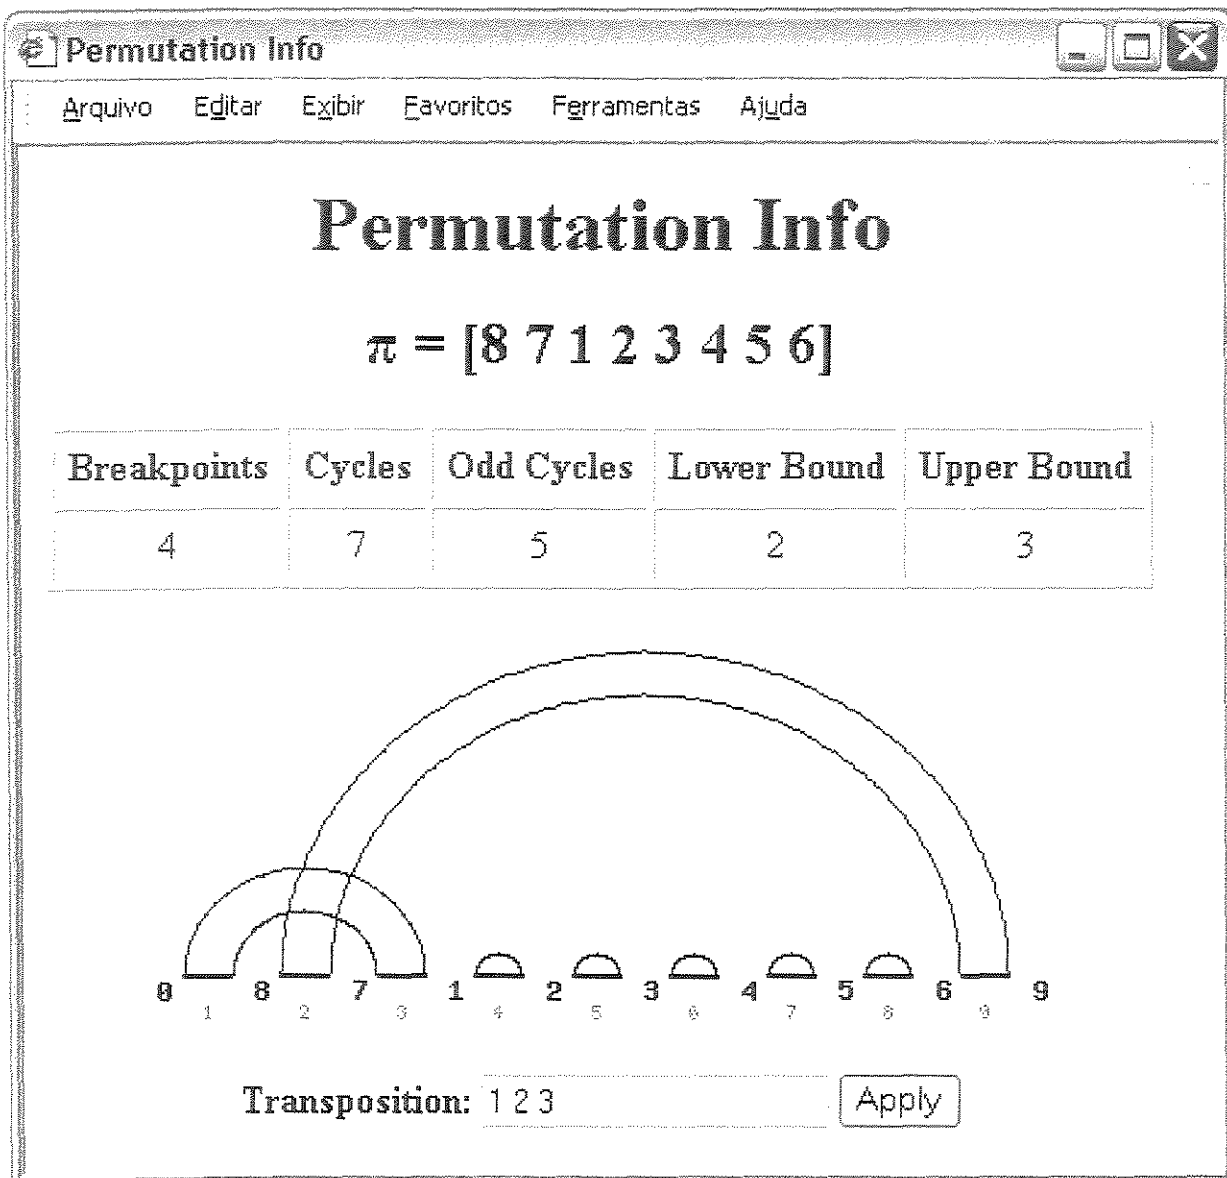 Permutation Info
Arquivo Editar Exibir Favoritos Ferramentas Ajuda
Permutation Info
π = [8 7 1 2 3 4 5 6]
Breakpoints Cycles Odd Cycles Lower Bound Upper Bound
4 7 5 2 3
0 8 7 1 2 3 4 5 6 9
1 2 3 4 5 6 7 8 9
Transposition: 1 2 3 Apply